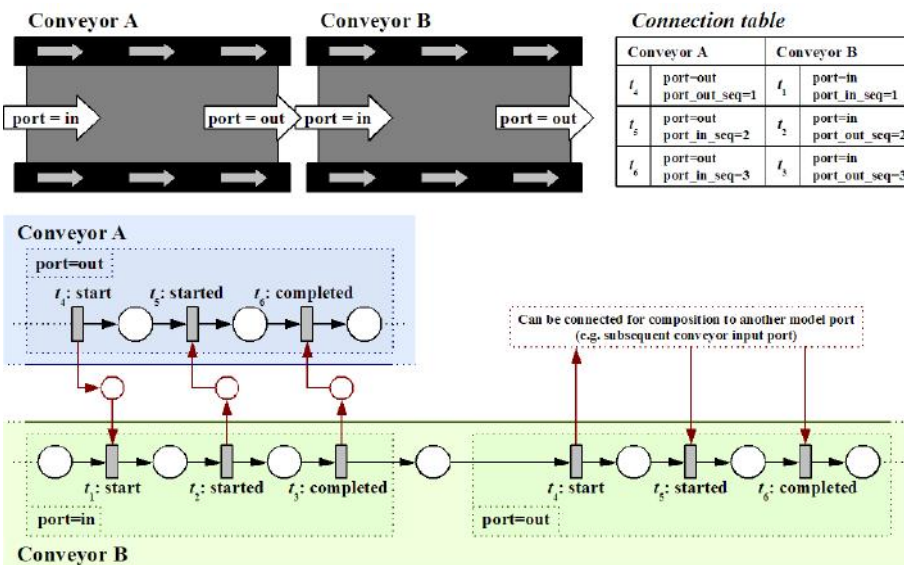 Conveyor A
Conveyor B
Connection table
port = in
port = out
port = in
port = out
Conveyor A
Conveyor B
t4
port=out
port_out_seq=1
t1
port=in
port_in_seq=1
t5
port=out
port_in_seq=2
t2
port=in
port_out_seq=2
t6
port=out
port_in_seq=3
t3
port=in
port_out_seq=3
Conveyor A
port=out
t4: start
t5: started
t6: completed
Can be connected for composition to another model port
(e.g. subsequent conveyor input port)
t1: start
t2: started
t3: completed
t4: start
t5: started
t6: completed
port=in
port=out
Conveyor B